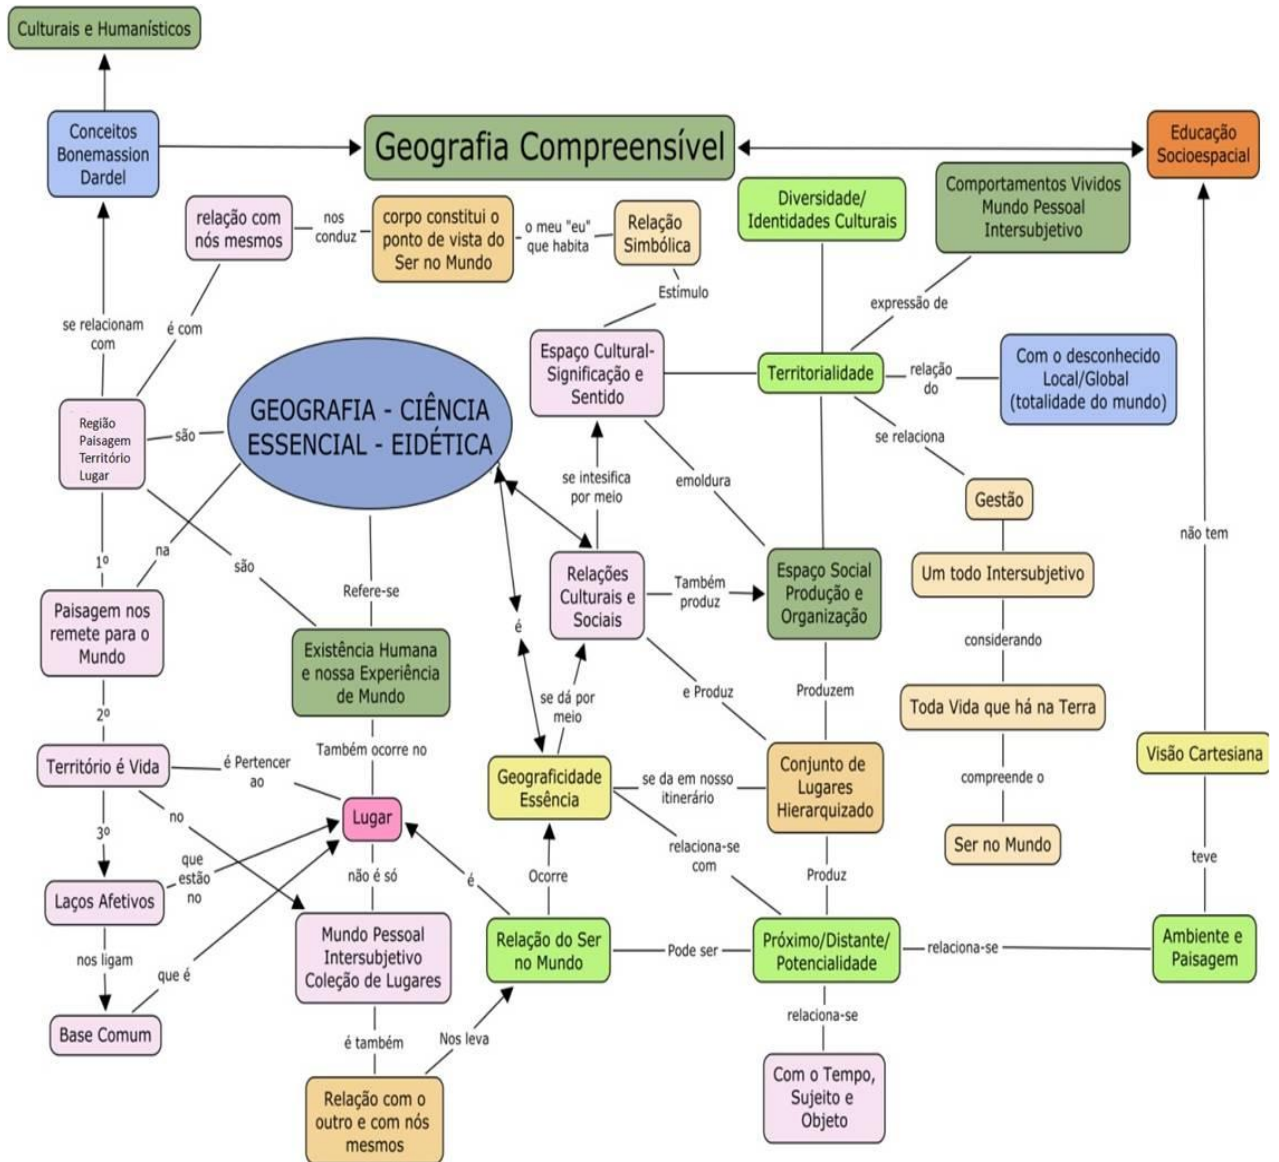 Culturais e Humanísticos
Conceitos
Bonemassion
Dardel
Geografia Compreensível
Educação
Socioespacial
relação com
nós mesmos
nos
conduz
corpo constitui o
ponto de vista do
Ser no Mundo
o meu "eu"
que habita
Relação
Simbólica
Diversidade/
Identidades Culturais
Comportamentos Vividos
Mundo Pessoal
Intersubjetivo
Estímulo
expressão de
se relacionam
com
é com
Espaço Cultural-
Significação e
Sentido
Territorialidade
relação
do
Com o desconhecido
Local/Global
(totalidade do mundo)
Região
Paisagem
Território
Lugar
são
GEOGRAFIA - CIÊNCIA
ESSENCIAL - EIDÉTICA
se relaciona
se intesifica
por meio
emoldura
Gestão
não tem
1º
na
são
Refere-se
Relações
Culturais e
Sociais
Também
produz
Espaço Social
Produção e
Organização
Um todo Intersubjetivo
Paisagem nos
remete para o
Mundo
é
considerando
Existência Humana
e nossa Experiência
de Mundo
se dá por
meio
e Produz
Produzem
Toda Vida que há na Terra
2º
Também ocorre no
Território é Vida
é Pertencer
ao
Geograficidade
Essência
se da em nosso
itinerário
Conjunto de
Lugares
Hierarquizado
compreende o
Visão Cartesiana
no
Lugar
3º
que
estão
no
não é só
é
Ocorre
relaciona-se
com
Produz
Ser no Mundo
teve
Laços Afetivos
nos ligam
que é
Mundo Pessoal
Intersubjetivo
Coleção de Lugares
Relação do Ser
no Mundo
Pode ser
Próximo/Distante/
Potencialidade
relaciona-se
Ambiente e
Paisagem
Base Comum
é também
Nos leva
relaciona-se
Relação com o
outro e com nós
mesmos
Com o Tempo,
Sujeito e
Objeto